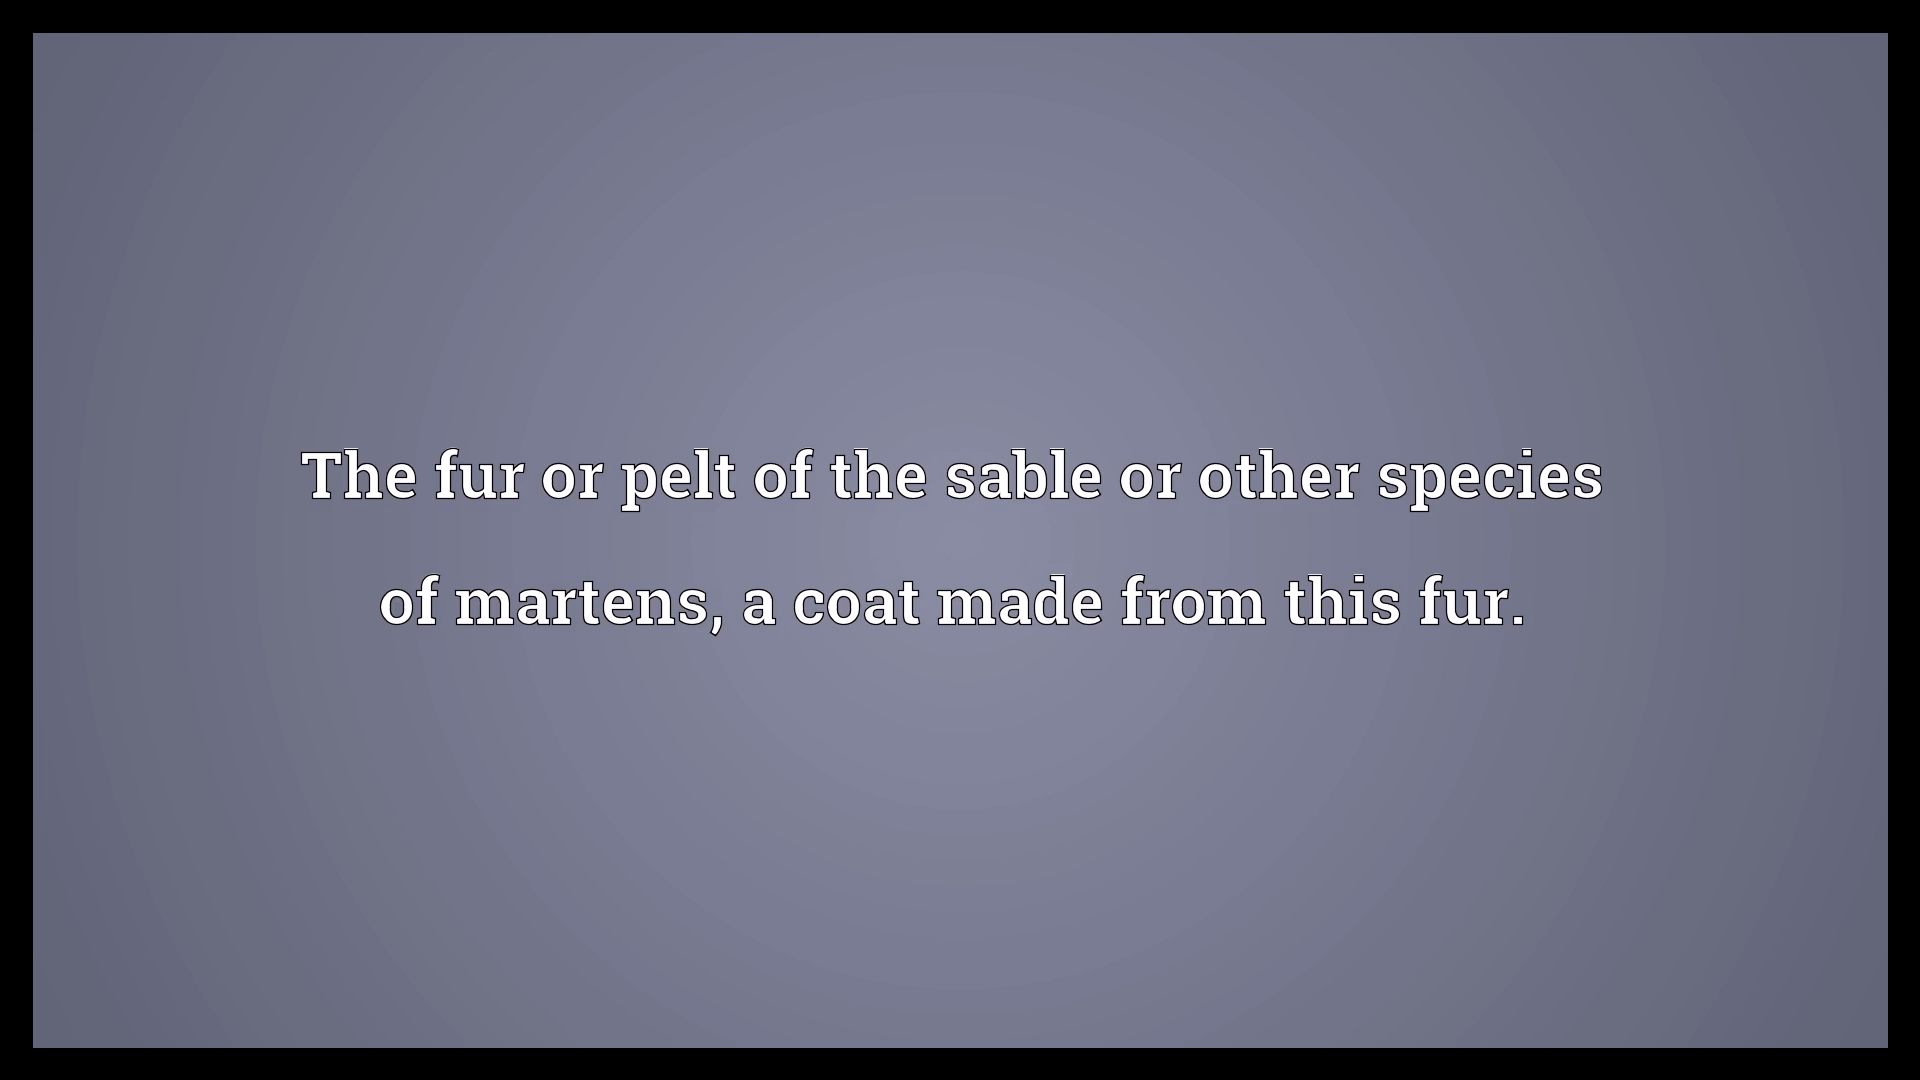 The fur or pelt of the sable or other species
of martens, a coat made from this fur.